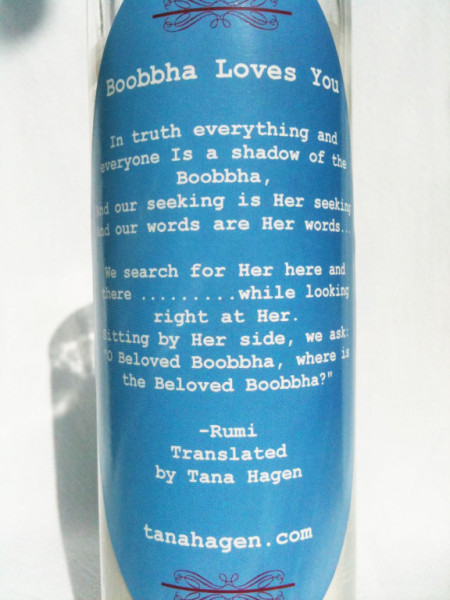 Boobbha Loves You
In truth everything and
everyone Is a shadow of the
Boobbha,
And our seeking is Her seeking
And our words are Her words...
We search for Her here and
there .........while looking
right at Her.
Sitting by Her side, we ask:
"O Beloved Boobbha, where is
the Beloved Boobbha?"
-Rumi
Translated
by Tana Hagen
tanahagen.com